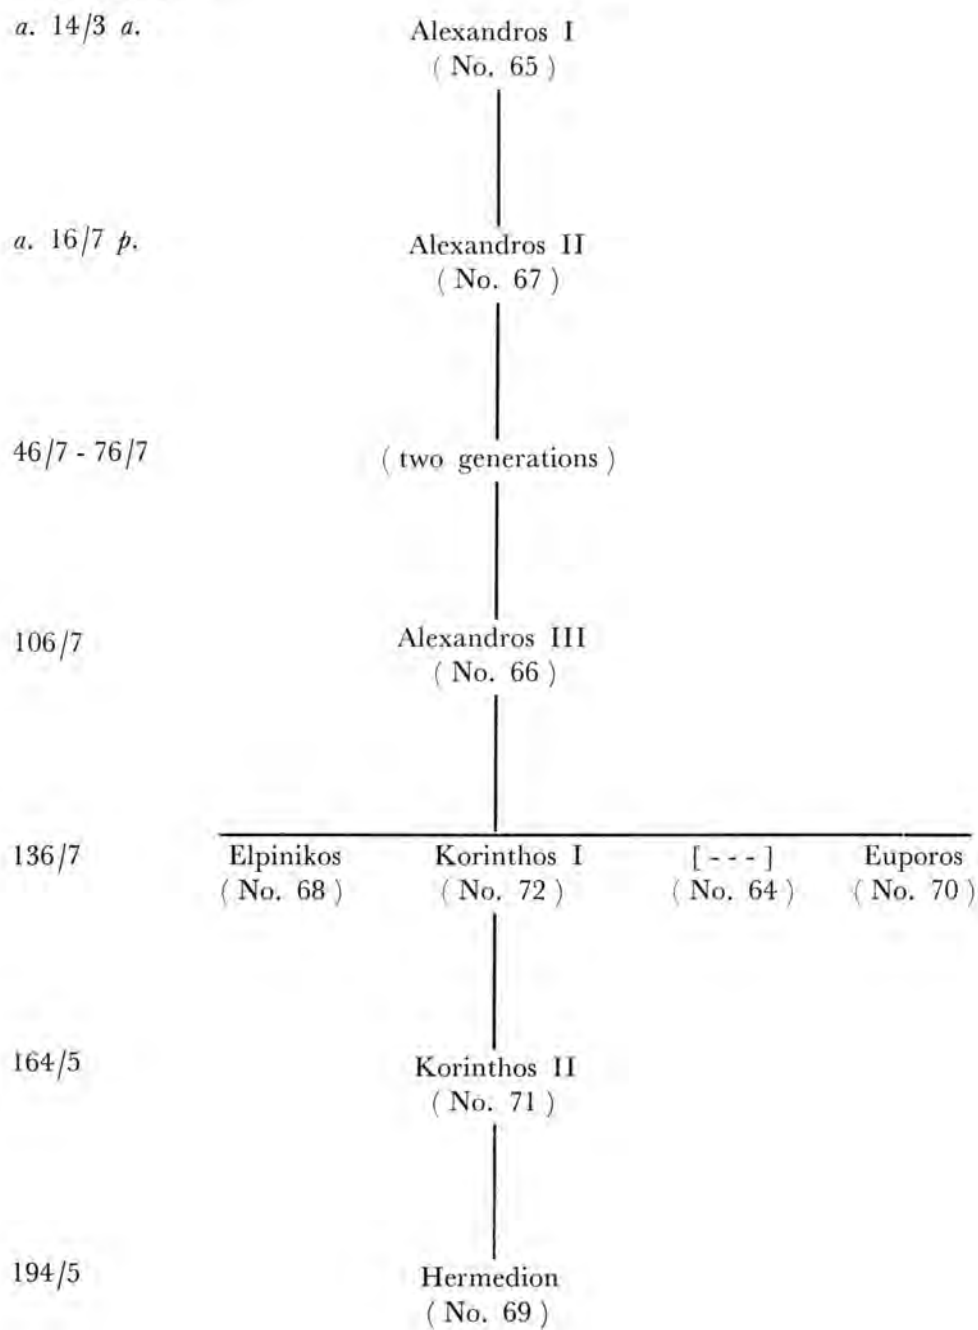 a. 14/3 a.
Alexandros I
( No. 65 )
a. 16/7 p.
Alexandros II
( No. 67 )
46/7 - 76/7
( two generations )
106/7
Alexandros III
( No. 66 )
136/7
Elpinikos Korinthos I [ - - - ] Euporos
( No. 68 ) ( No. 72 ) ( No. 64 ) ( No. 70 )
164/5
Korinthos II
( No. 71 )
194/5
Hermedion
( No. 69 )